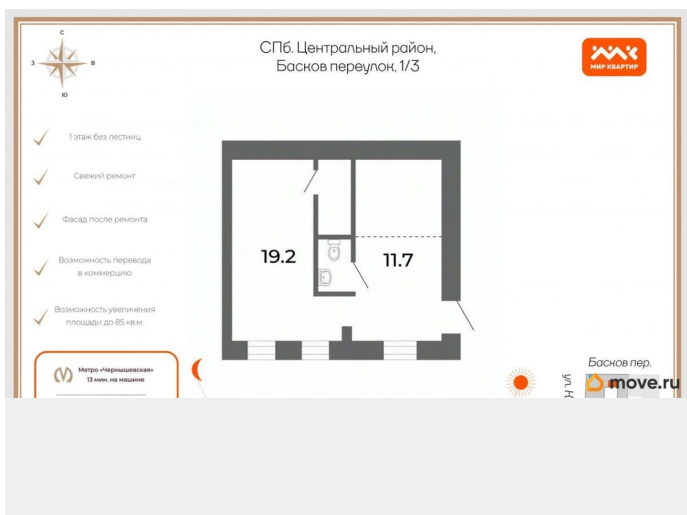 С
З
В
Ю
СПб. Центральный район,
Басков переулок, 1/3
МИР КВАРТИР
1 этаж без лестниц
Свежий ремонт
Фасад после ремонта
Возможность перевода
в коммерцию
Возможность увеличения
площади до 85 кв.м.
19.2
11.7
Метро «Чернышевская»
13 мин. на машине
Басков пер.
ул. Н
move.ru